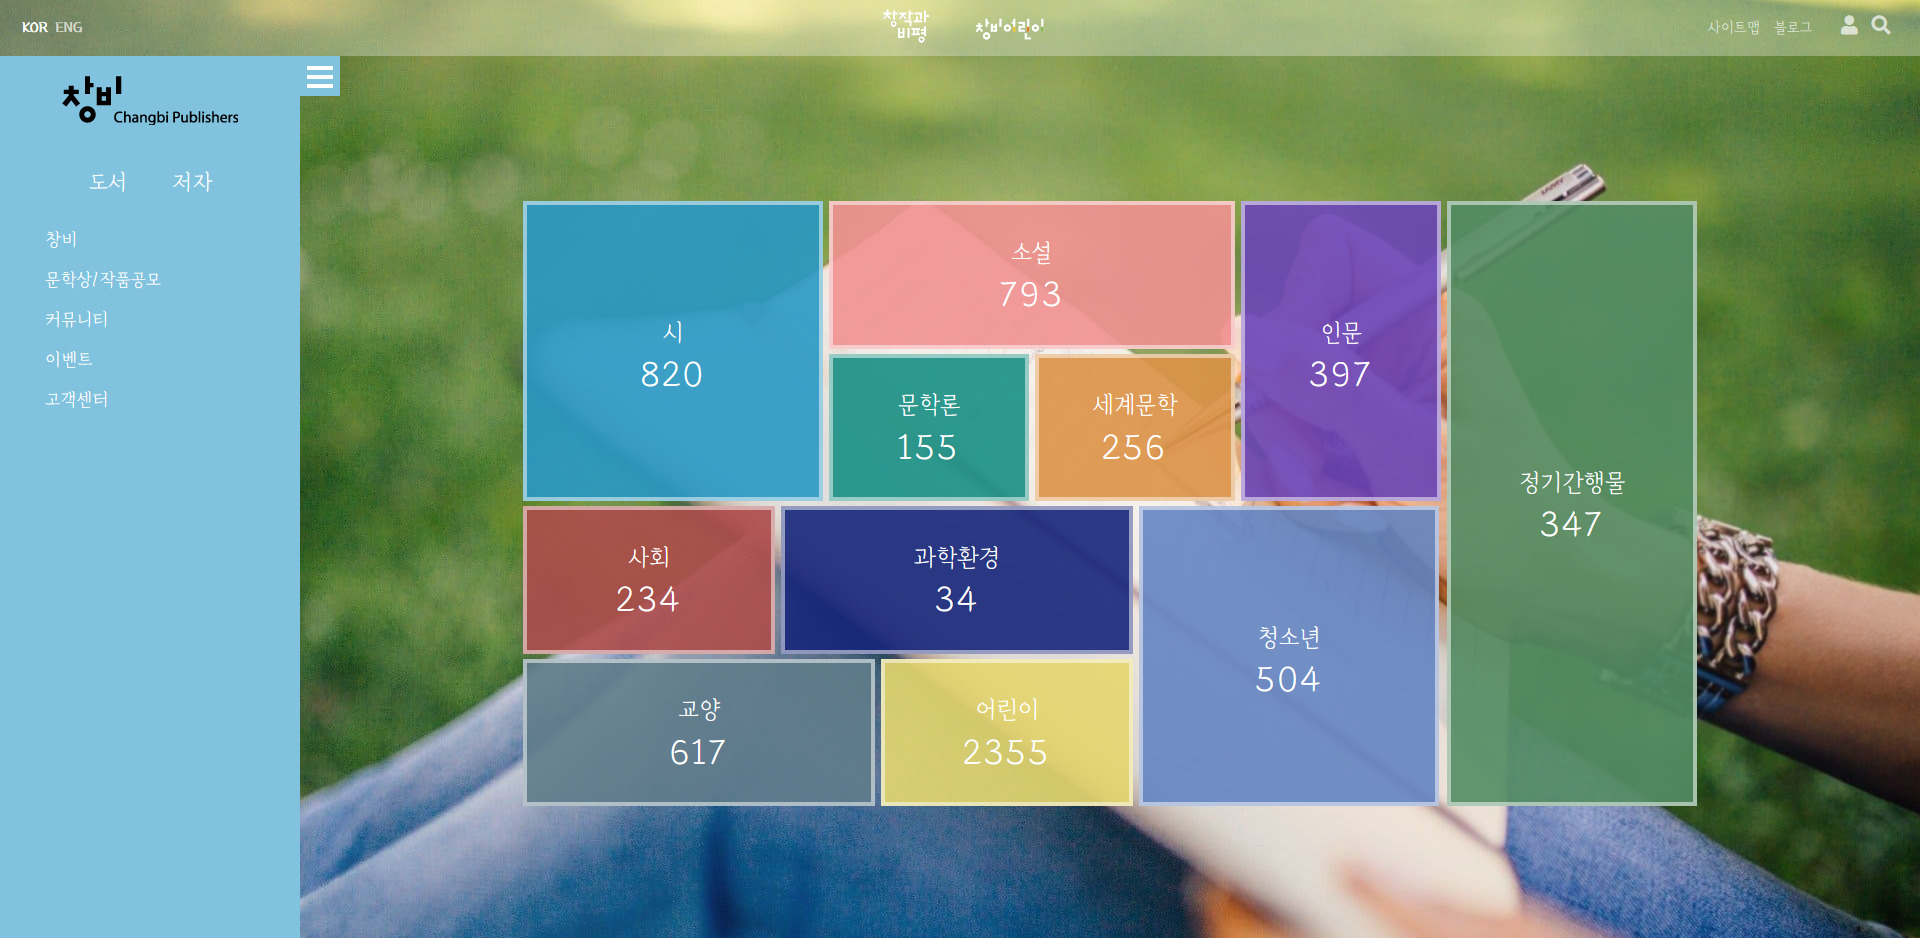 KOR ENG
창작과
비평
창비어린이
사이트맵 블로그
창비
Changbi Publishers
도서 저자
창비
문학상/작품공모
커뮤니티
이벤트
고객센터
시
820
소설
793
문학론
155
세계문학
256
인문
397
정기간행물
347
사회
234
과학환경
34
청소년
504
교양
617
어린이
2355
LAMY